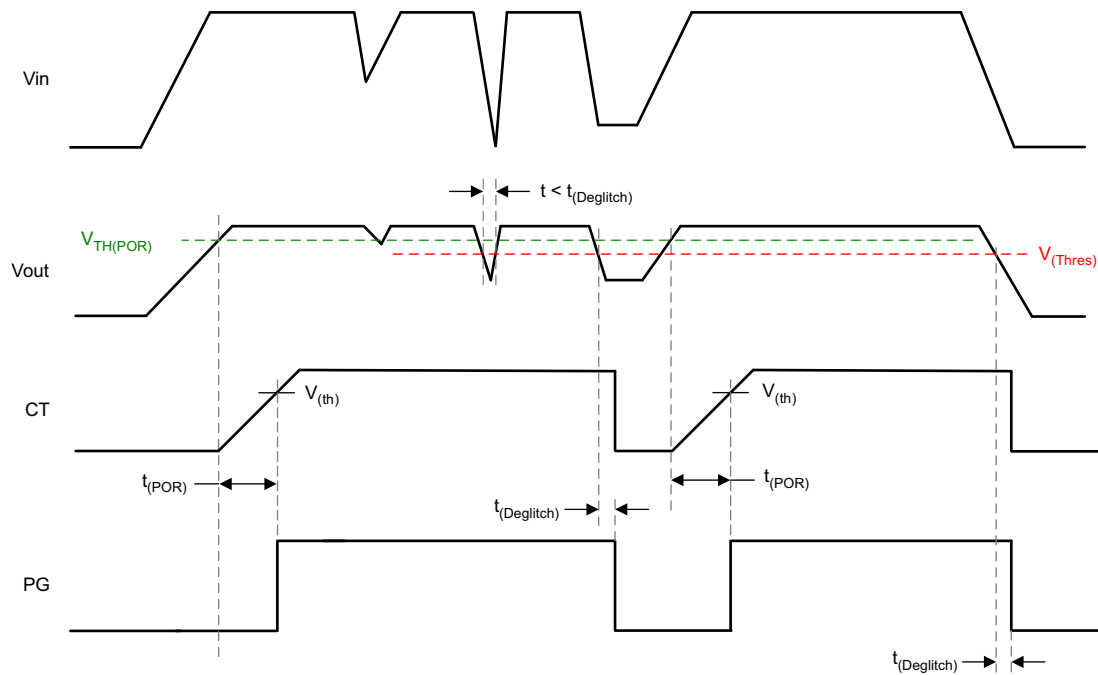 Vin
t < t(Deglitch)
VTH(POR)
V(Thres)
Vout
V(th)
V(th)
CT
t(POR)
t(POR)
t(Deglitch)
PG
t(Deglitch)